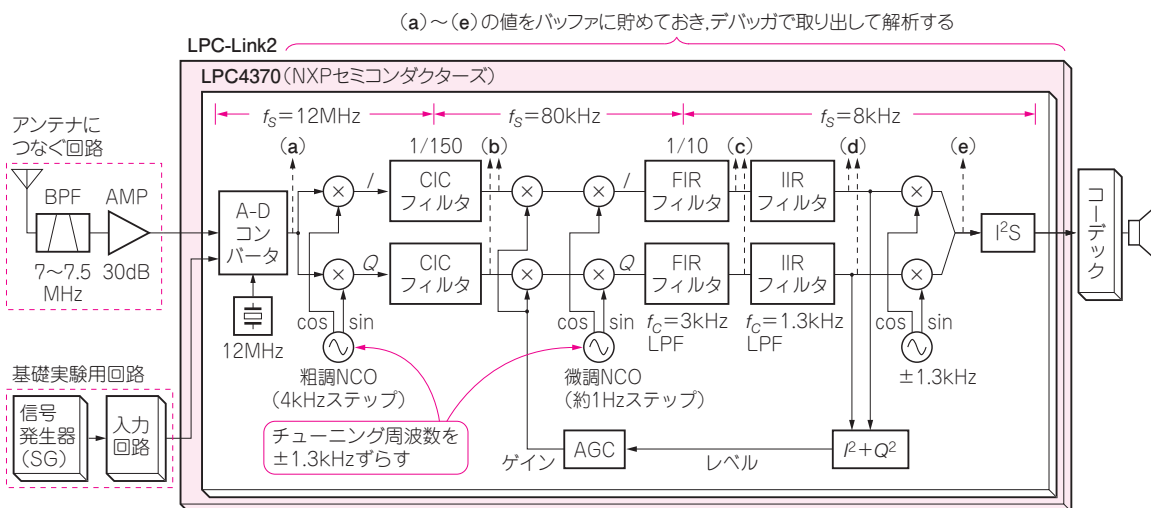 (a)～(e)の値をバッファに貯めておき,デバッガで取り出して解析する
LPC-Link2
LPC4370(NXPセミコンダクターズ)
fS=12MHz
fS=80kHz
fS=8kHz
アンテナに
つなぐ回路
BPF
AMP
7～7.5
MHz
30dB
A-D
コン
バータ
12MHz
(a)
×
×
I
Q
cos
sin
粗調NCO
(4kHzステップ)
1/150
CIC
フィルタ
CIC
フィルタ
(b)
×
×
×
×
I
Q
cos
sin
微調NCO
(約1Hzステップ)
チューニング周波数を
±1.3kHzずらす
1/10
FIR
フィルタ
FIR
フィルタ
fC=3kHz
LPF
(c)
IIR
フィルタ
IIR
フィルタ
fC=1.3kHz
LPF
(d)
×
×
cos
sin
±1.3kHz
(e)
I²S
コーデック
基礎実験用回路
信号
発生器
(SG)
入力
回路
ゲイン
AGC
レベル
I²+Q²